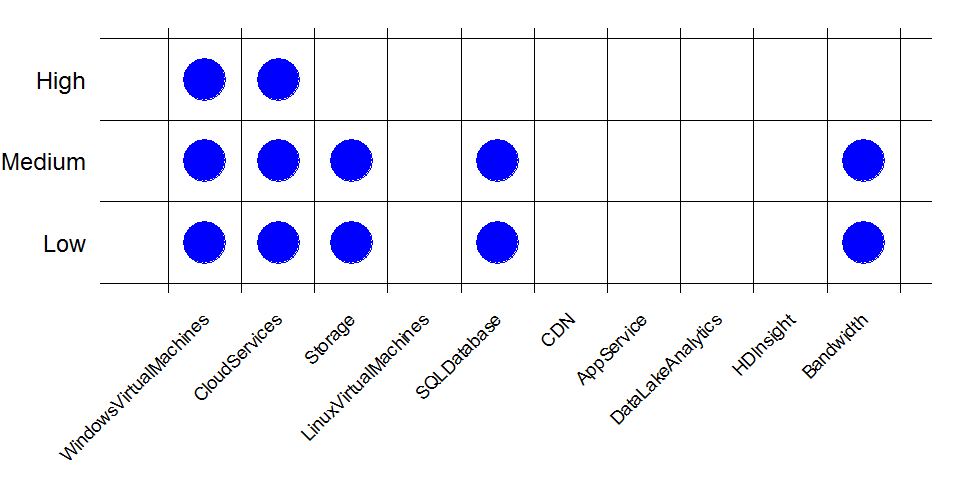 High
Medium
Low
WindowsVirtualMachines
CloudServices
Storage
LinuxVirtualMachines
SQLDatabase
CDN
AppService
DataLakeAnalytics
HDInsight
Bandwidth